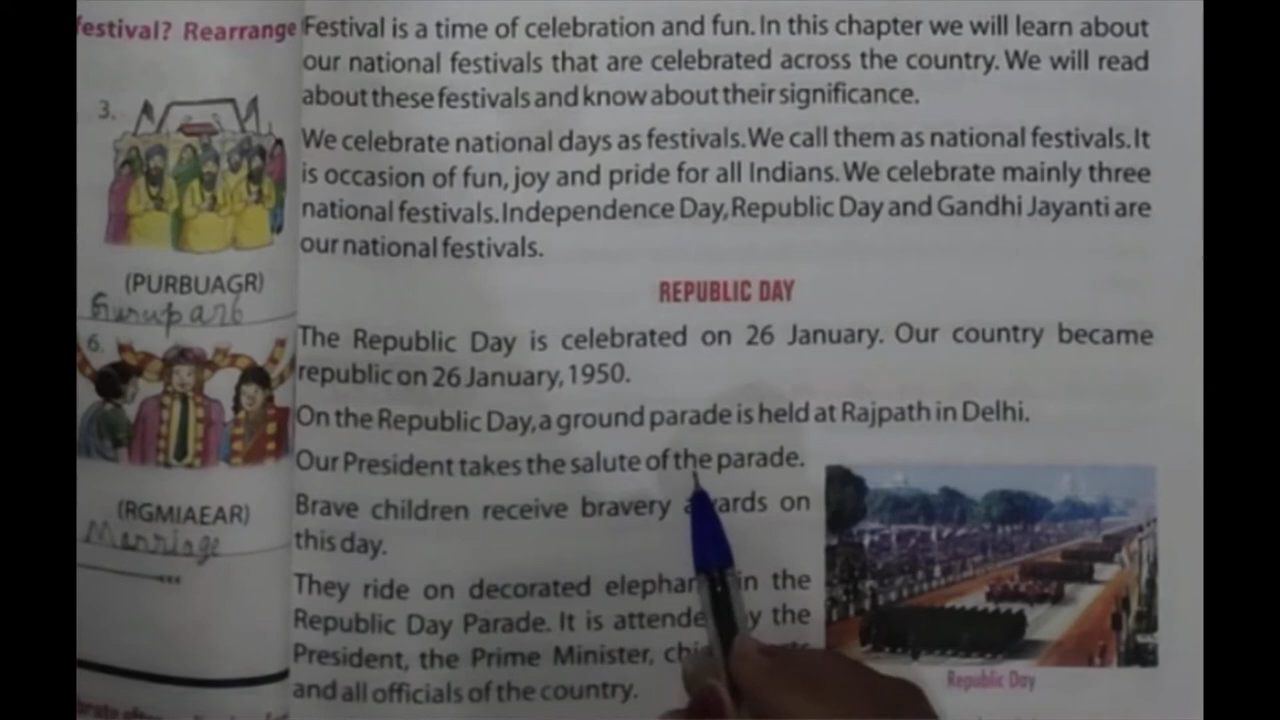 festival? Rearrange
3.
(PURBUAGR)
Guruparb
6.
(RGMIAEAR)
Marriage
Festival is a time of celebration and fun. In this chapter we will learn about
our national festivals that are celebrated across the country. We will read
about these festivals and know about their significance.
We celebrate national days as festivals. We call them as national festivals. It
is occasion of fun, joy and pride for all Indians. We celebrate mainly three
national festivals. Independence Day, Republic Day and Gandhi Jayanti are
our national festivals.
REPUBLIC DAY
The Republic Day is celebrated on 26 January. Our country became
republic on 26 January, 1950.
On the Republic Day, a ground parade is held at Rajpath in Delhi.
Our President takes the salute of the parade.
Brave children receive bravery awards on
this day.
They ride on decorated in the
Republic Day Parade. It is the
President, the Prime Minister,
and all officials of the country.
Republic Day